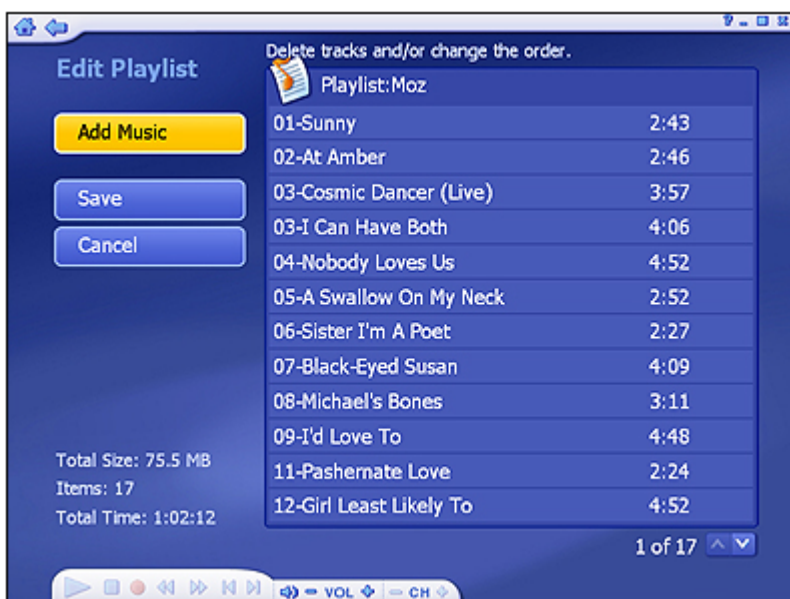 Edit Playlist
Delete tracks and/or change the order.
Playlist:Moz
Add Music
Save
Cancel
01-Sunny 2:43
02-At Amber 2:46
03-Cosmic Dancer (Live) 3:57
03-I Can Have Both 4:06
04-Nobody Loves Us 4:52
05-A Swallow On My Neck 2:52
06-Sister I'm A Poet 2:27
07-Black-Eyed Susan 4:09
08-Michael's Bones 3:11
09-I'd Love To 4:48
11-Pashernate Love 2:24
12-Girl Least Likely To 4:52
Total Size: 75.5 MB
Items: 17
Total Time: 1:02:12
1 of 17
VOL
CH